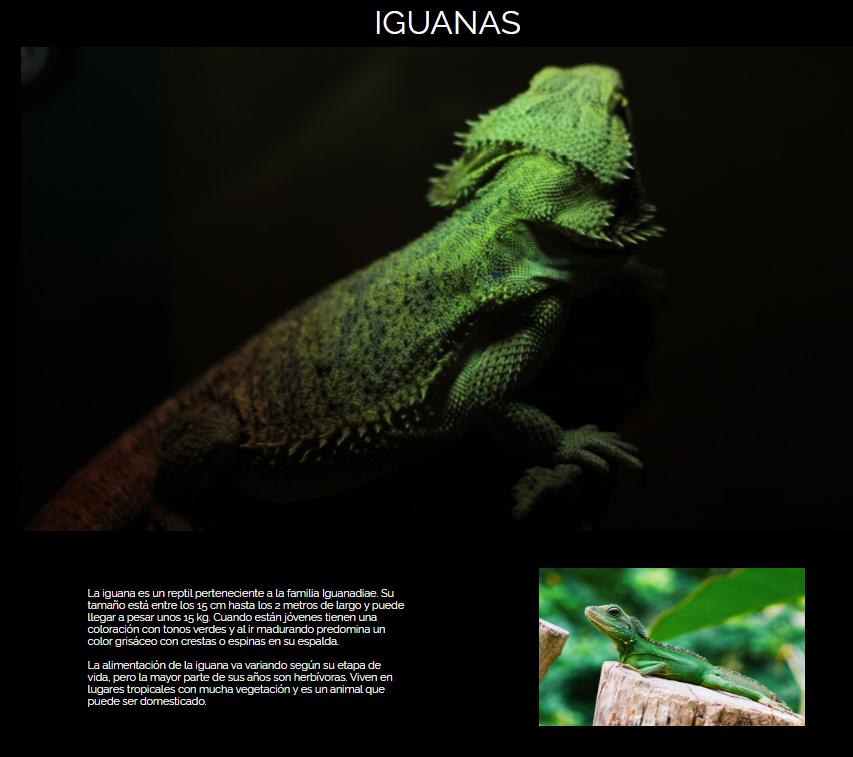 IGUANAS
La iguana es un reptil perteneciente a la familia Iguanadiae. Su
tamaño está entre los 15 cm hasta los 2 metros de largo y puede
llegar a pesar unos 15 kg. Cuando están jóvenes tienen una
coloración con tonos verdes y al ir madurando predomina un
color grisáceo con crestas o espinas en su espalda.
La alimentación de la iguana va variando según su etapa de
vida, pero la mayor parte de sus años son herbívoras. Viven en
lugares tropicales con mucha vegetación y es un animal que
puede ser domesticado.